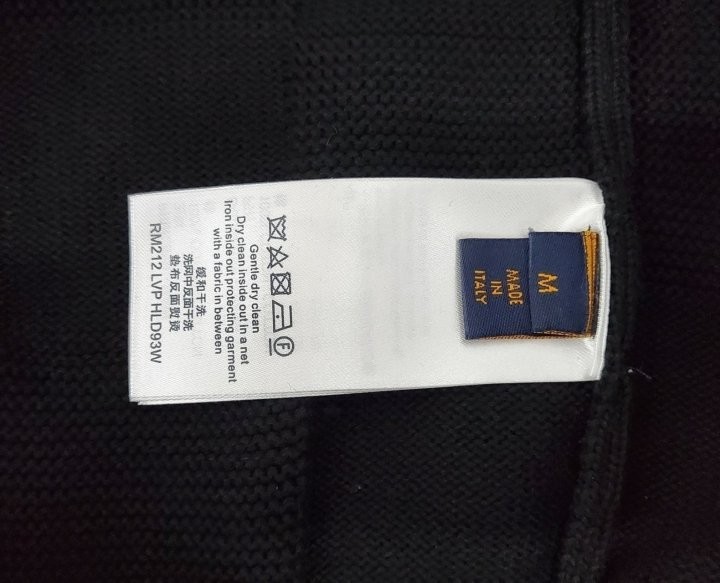 M
MADE
IN
ITALY
F
Gentle dry clean
Dry clean inside out in a net
Iron inside out protecting garment
with a fabric in between
缓和干洗
洗网中反面干洗
垫布反面熨烫
RM212 LVP HLD93W